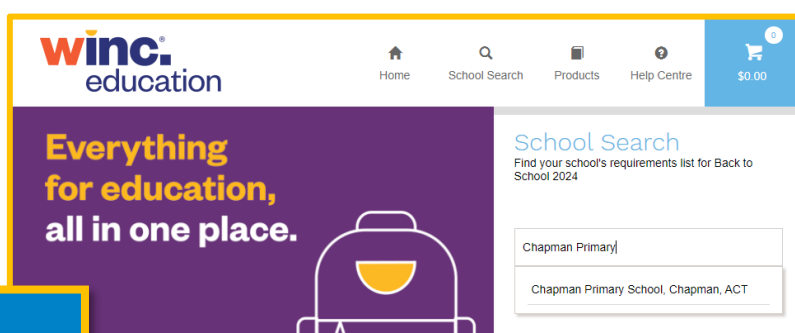 winc.
education
Home
School Search
Products
Help Centre
0
$0.00
Everything
for education,
all in one place.
School Search
Find your school's requirements list for Back to
School 2024
Chapman Primary
Chapman Primary School, Chapman, ACT